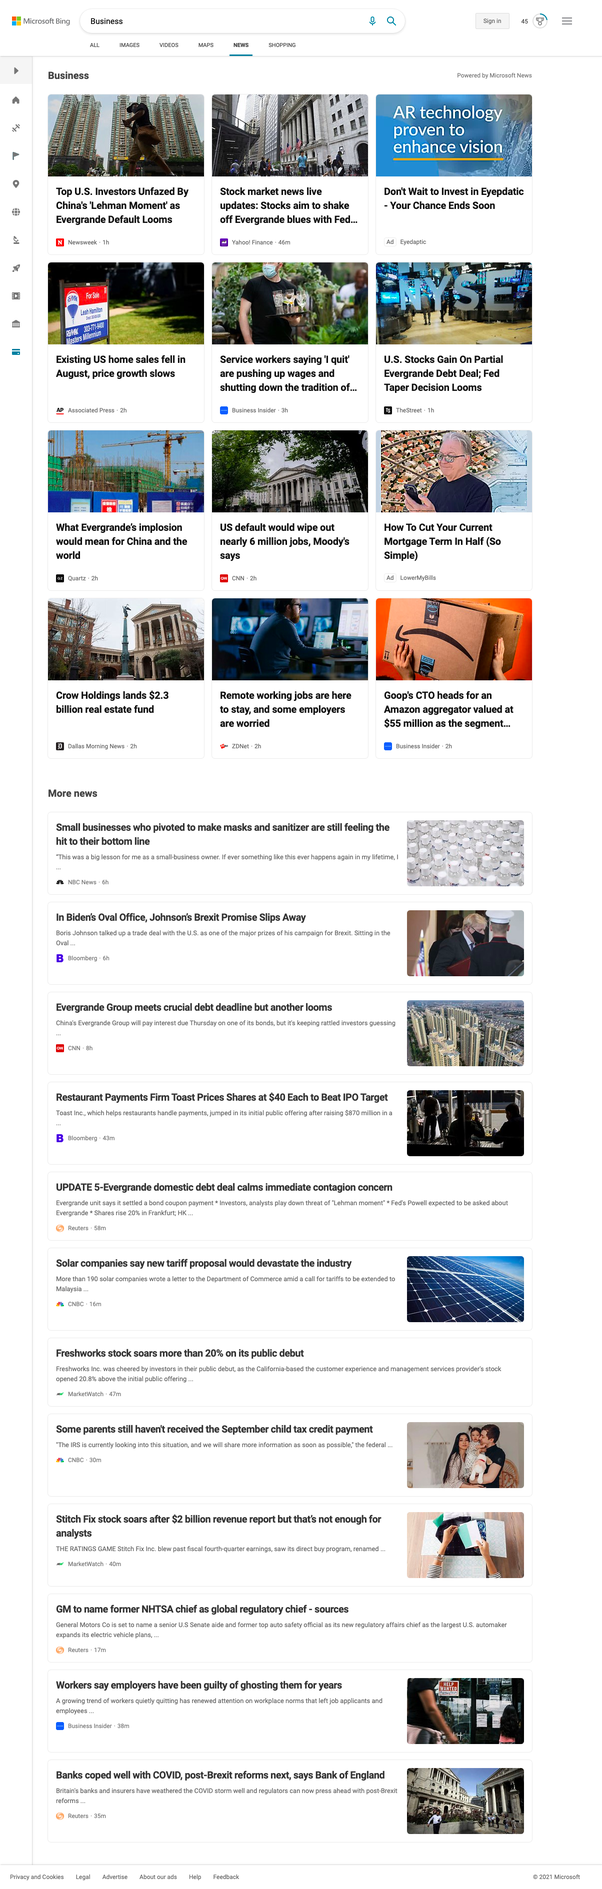 Microsoft Bing
Business
Sign in
45
ALL IMAGES VIDEOS MAPS NEWS SHOPPING
Business
Powered by Microsoft News
Top U.S. Investors Unfazed By
China's 'Lehman Moment' as
Evergrande Default Looms
Newsweek · 1h
Stock market news live
updates: Stocks aim to shake
off Evergrande blues with Fed...
Yahoo! Finance · 46m
AR technology
proven to
enhance vision
Don't Wait to Invest in Eyepdatic
- Your Chance Ends Soon
Ad Eyedaptic
For Sale
Existing US home sales fell in
August, price growth slows
AP Associated Press · 2h
Service workers saying 'I quit'
are pushing up wages and
shutting down the tradition of...
Business Insider · 3h
NYSE
U.S. Stocks Gain On Partial
Evergrande Debt Deal; Fed
Taper Decision Looms
TheStreet · 1h
What Evergrande's implosion
would mean for China and the
world
Quartz · 2h
US default would wipe out
nearly 6 million jobs, Moody's
says
CNN · 2h
How To Cut Your Current
Mortgage Term In Half (So
Simple)
Ad LowerMyBills
Crow Holdings lands $2.3
billion real estate fund
Dallas Morning News · 2h
Remote working jobs are here
to stay, and some employers
are worried
ZDNet · 2h
Goop's CTO heads for an
Amazon aggregator valued at
$55 million as the segment...
Business Insider · 2h
More news
Small businesses who pivoted to make masks and sanitizer are still feeling the
hit to their bottom line
"This was a big lesson for me as a small-business owner. If ever something like this ever happens again in my lifetime, I
...
NBC News · 6h
In Biden's Oval Office, Johnson's Brexit Promise Slips Away
Boris Johnson talked up a trade deal with the U.S. as one of the major prizes of his campaign for Brexit. Sitting in the
Oval ...
B Bloomberg · 6h
Evergrande Group meets crucial debt deadline but another looms
China's Evergrande Group will pay interest due Thursday on one of its bonds, but it's keeping rattled investors guessing
...
CNN · 8h
Restaurant Payments Firm Toast Prices Shares at $40 Each to Beat IPO Target
Toast Inc., which helps restaurants handle payments, jumped in its initial public offering after raising $870 million in a
...
B Bloomberg · 43m
UPDATE 5-Evergrande domestic debt deal calms immediate contagion concern
Evergrande unit says it settled a bond coupon payment * Investors, analysts play down threat of "Lehman moment" * Fed's Powell expected to be asked about
Evergrande * Shares rise 20% in Frankfurt; HK ...
Reuters · 58m
Solar companies say new tariff proposal would devastate the industry
More than 190 solar companies wrote a letter to the Department of Commerce amid a call for tariffs to be extended to
Malaysia ...
CNBC · 16m
Freshworks stock soars more than 20% on its public debut
Freshworks Inc. was cheered by investors in their public debut, as the California-based the customer experience and management services provider's stock
opened 20.8% above the initial public offering ...
MarketWatch · 47m
Some parents still haven't received the September child tax credit payment
"The IRS is currently looking into this situation, and we will share more information as soon as possible," the federal ...
CNBC · 30m
Stitch Fix stock soars after $2 billion revenue report but that's not enough for
analysts
THE RATINGS GAME Stitch Fix Inc. blew past fiscal fourth-quarter earnings, saw its direct buy program, renamed ...
MarketWatch · 40m
GM to name former NHTSA chief as global regulatory chief - sources
General Motors Co is set to name a senior U.S Senate aide and former top auto safety official as its new regulatory affairs chief as the largest U.S. automaker
expands its electric vehicle plans, ...
Reuters · 17m
Workers say employers have been guilty of ghosting them for years
A growing trend of workers quietly quitting has renewed attention on workplace norms that left job applicants and
employees ...
Business Insider · 38m
HELP
WANTED
Banks coped well with COVID, post-Brexit reforms next, says Bank of England
Britain's banks and insurers have weathered the COVID storm well and regulators can now press ahead with post-Brexit
reforms ...
Reuters · 35m
Privacy and Cookies Legal Advertise About our ads Help Feedback
© 2021 Microsoft